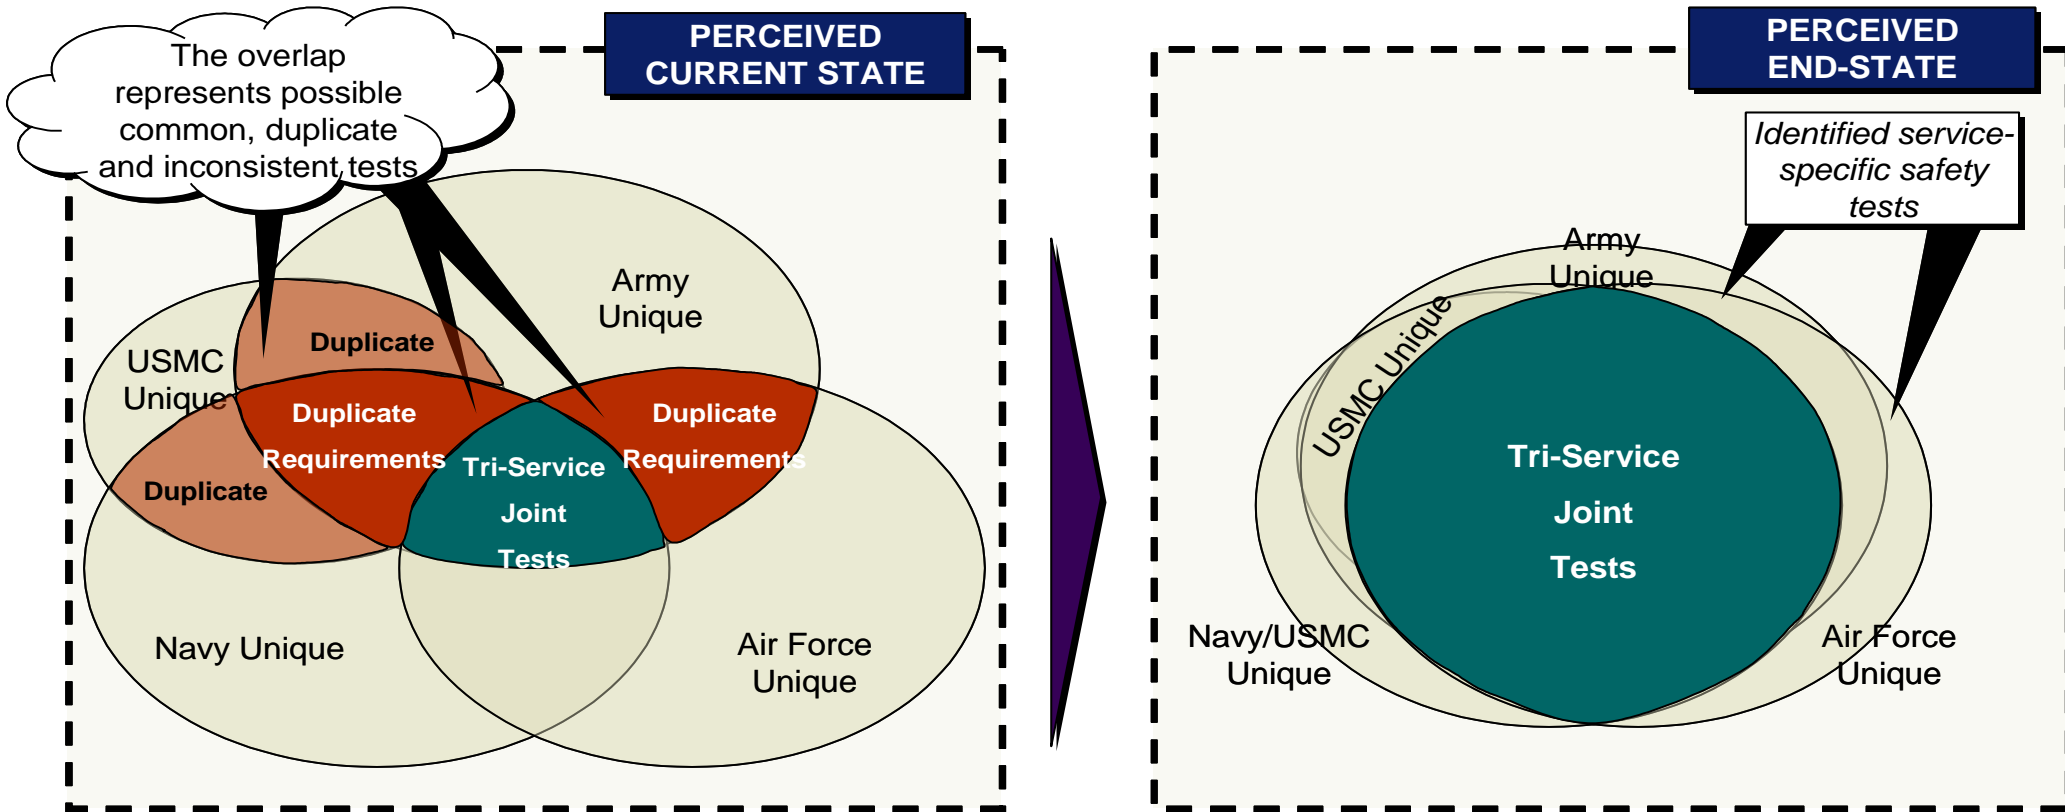 The overlap
represents possible
common, duplicate
and inconsistent tests
PERCEIVED
CURRENT STATE
Army
Unique
USMC
Unique
Duplicate
Duplicate
Requirements
Duplicate
Requirements
Duplicate
Tri-Service
Joint
Tests
Navy Unique
Air Force
Unique
PERCEIVED
END-STATE
Identified service-
specific safety
tests
Army
Unique
USMC Unique
Tri-Service
Joint
Tests
Navy/USMC
Unique
Air Force
Unique